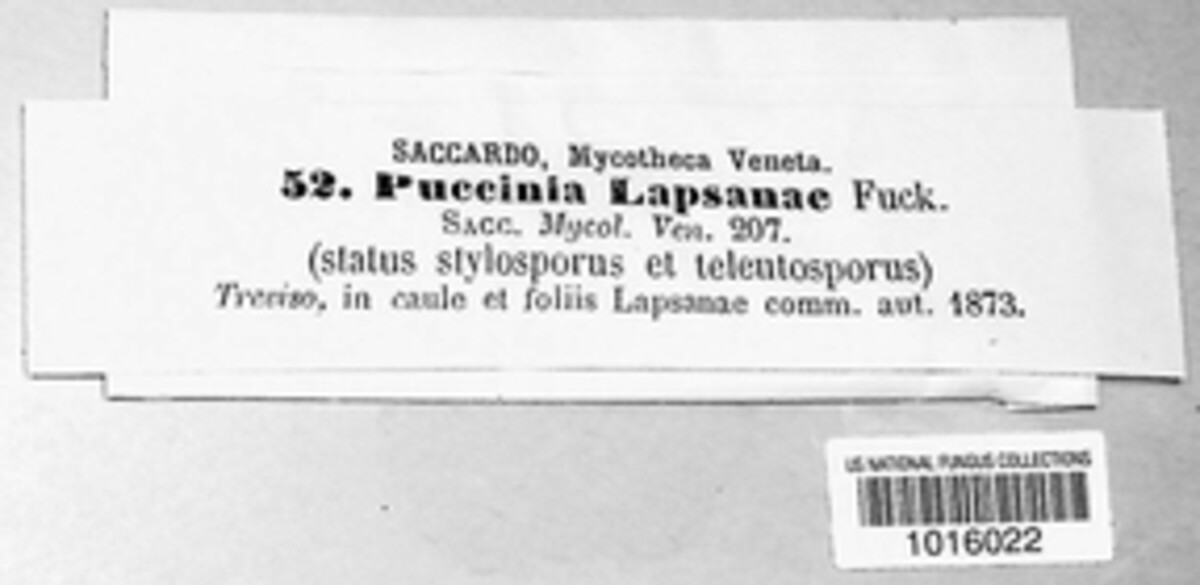 SACCARDO, Mycotheca Veneta.
52. Puccinia Lapsanae Fuck.
SACC. Mycol. Ven. 207.
(status stylosporus et teleutosporus)
Treviso, in caule et foliis Lapsanae comm. aut. 1873.
US NATIONAL FUNGUS COLLECTIONS
1016022